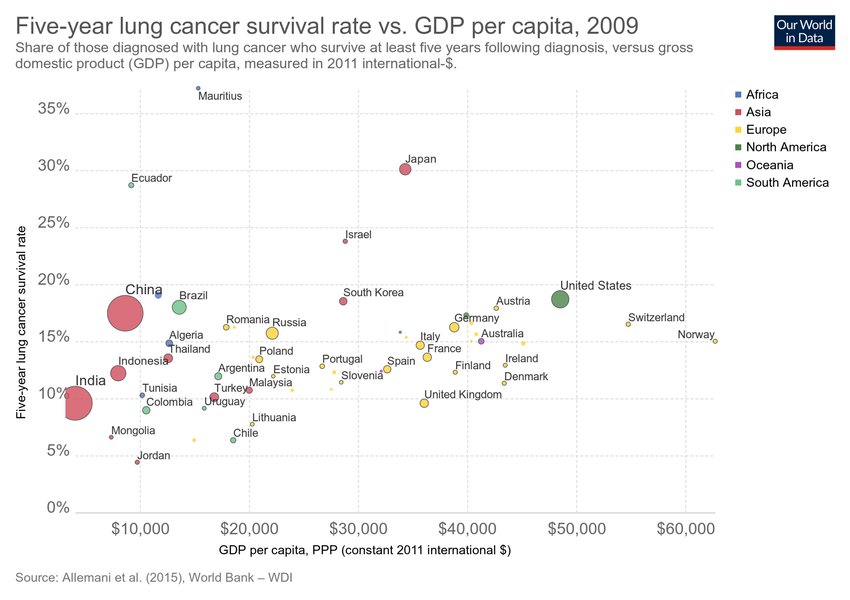 Five-year lung cancer survival rate vs. GDP per capita, 2009
Share of those diagnosed with lung cancer who survive at least five years following diagnosis, versus gross
domestic product (GDP) per capita, measured in 2011 international-$.
Our World
in Data
Africa
Asia
Europe
North America
Oceania
South America
Five-year lung cancer survival rate
35%
30%
25%
20%
15%
10%
5%
0%
Mauritius
Japan
Ecuador
Israel
China
Brazil
South Korea
United States
Austria
Romania
Russia
Germany
Switzerland
Algeria
Italy
Australia
Norway
Thailand
Poland
France
Indonesia
Portugal
Spain
Ireland
Argentina
Estonia
Finland
India
Slovenia
Denmark
Tunisia
Turkey
Malaysia
Colombia
Uruguay
United Kingdom
Lithuania
Mongolia
Chile
Jordan
$10,000
$20,000
$30,000
$40,000
$50,000
$60,000
GDP per capita, PPP (constant 2011 international $)
Source: Allemani et al. (2015), World Bank – WDI